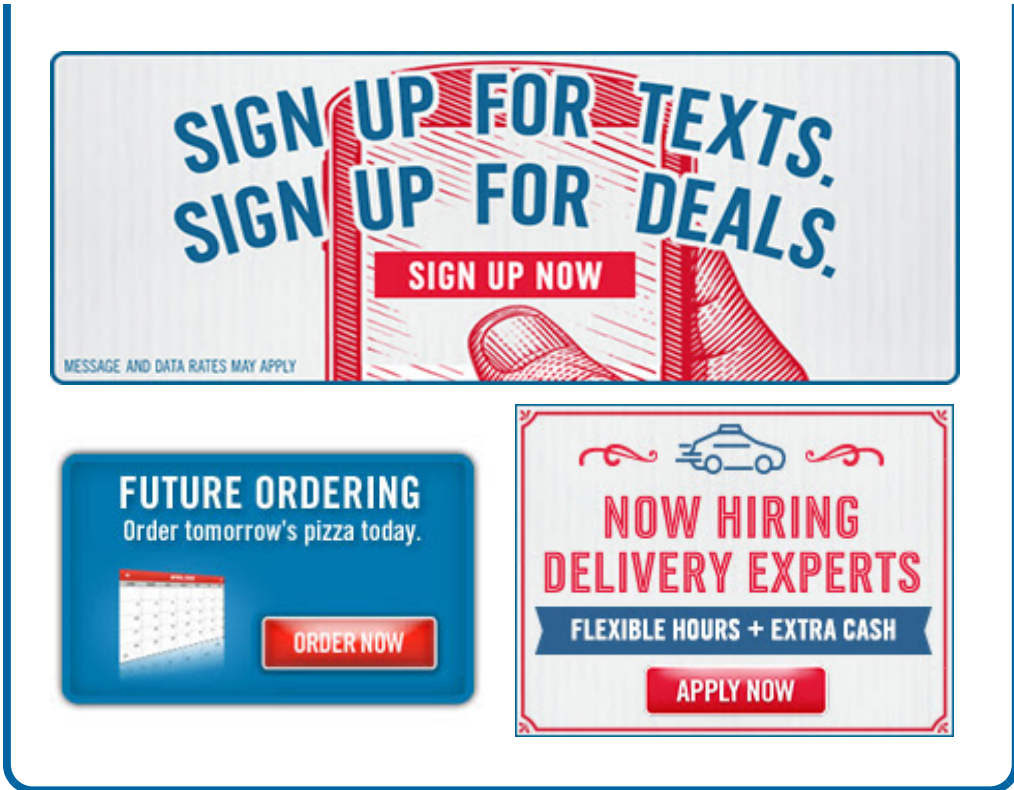 SIGN UP FOR TEXTS.
SIGN UP FOR DEALS.
SIGN UP NOW
MESSAGE AND DATA RATES MAY APPLY
FUTURE ORDERING
Order tomorrow's pizza today.
ORDER NOW
NOW HIRING
DELIVERY EXPERTS
FLEXIBLE HOURS + EXTRA CASH
APPLY NOW